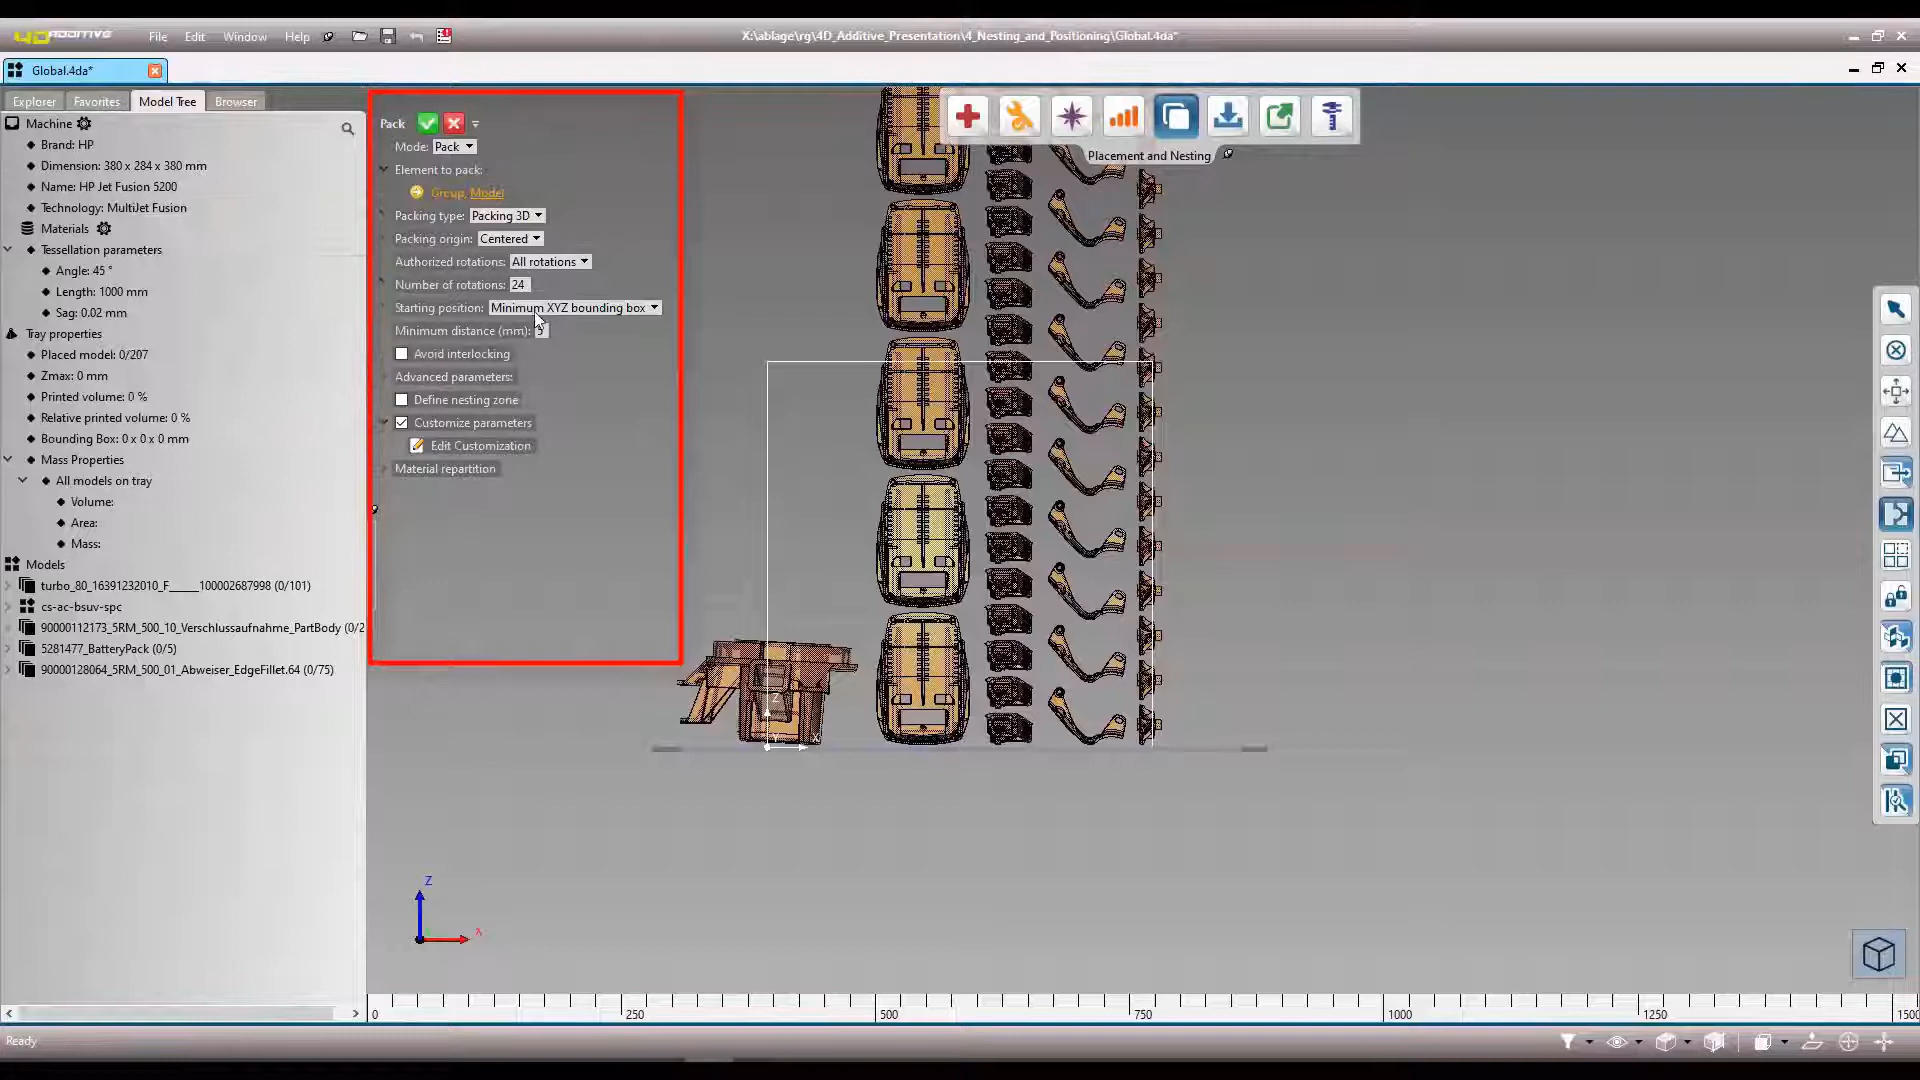 4D ADDITIVE
File Edit Window Help
X:\ablage\rg\4D_Additive_Presentation\4_Nesting_and_Positioning\Global.4da*
Global.4da*
Explorer Favorites Model Tree Browser
Machine
Brand: HP
Dimension: 380 x 284 x 380 mm
Name: HP Jet Fusion 5200
Technology: MultiJet Fusion
Materials
Tessellation parameters
Angle: 45 °
Length: 1000 mm
Sag: 0.02 mm
Tray properties
Placed model: 0/207
Zmax: 0 mm
Printed volume: 0 %
Relative printed volume: 0 %
Bounding Box: 0 x 0 x 0 mm
Mass Properties
All models on tray
Volume:
Area:
Mass:
Models
turbo_80_16391232010_F_____100002687998 (0/101)
cs-ac-bsuv-spc
90000112173_5RM_500_10_Verschlussaufnahme_PartBody (0/2
5281477_BatteryPack (0/5)
90000128064_5RM_500_01_Abweiser_EdgeFillet.64 (0/75)
Pack
Mode: Pack
Element to pack:
Group, Model
Packing type: Packing 3D
Packing origin: Centered
Authorized rotations: All rotations
Number of rotations: 24
Starting position: Minimum XYZ bounding box
Minimum distance (mm):
Avoid interlocking
Advanced parameters:
Define nesting zone
Customize parameters
Edit Customization
Material repartition
Placement and Nesting
Z
Y
X
Z
X
0
250
500
750
1000
1250
1500
Ready